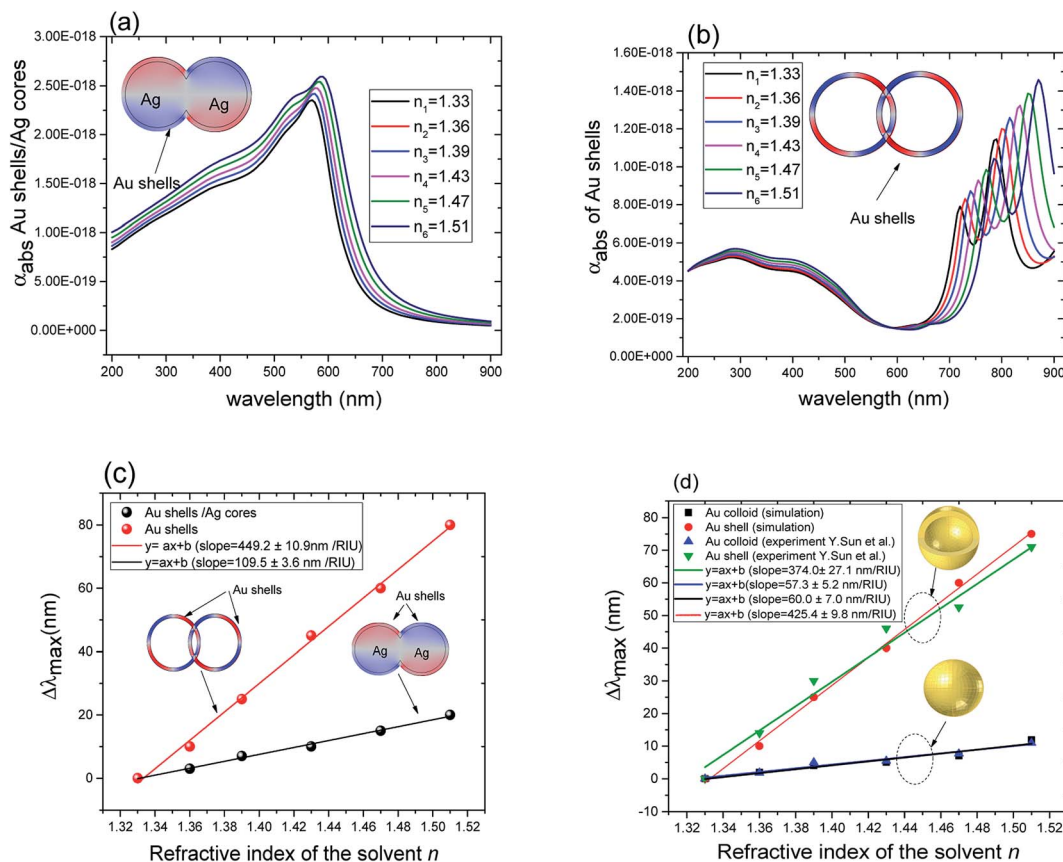 (a)
3.00E-018
2.50E-018
2.00E-018
1.50E-018
1.00E-018
5.00E-019
0.00E+000
αabs Au shells/Ag cores
Ag Ag
Au shells
n1=1.33
n2=1.36
n3=1.39
n4=1.43
n5=1.47
n6=1.51
200 300 400 500 600 700 800 900
wavelength (nm)
(b)
1.60E-018
1.40E-018
1.20E-018
1.00E-018
8.00E-019
6.00E-019
4.00E-019
2.00E-019
0.00E+000
αabs of Au shells
n1=1.33
n2=1.36
n3=1.39
n4=1.43
n5=1.47
n6=1.51
Au shells
200 300 400 500 600 700 800 900
wavelength (nm)
(c)
80
60
40
20
0
Δλmax(nm)
Au shells /Ag cores
Au shells
y= ax+b (slope=449.2 ± 10.9nm /RIU)
y=ax+b (slope=109.5 ± 3.6 nm /RIU)
Au shells
Au shells
Ag Ag
1.32 1.34 1.36 1.38 1.40 1.42 1.44 1.46 1.48 1.50 1.52
Refractive index of the solvent n
(d)
85
80
70
60
50
40
30
20
10
0
-10
Δλmax(nm)
Au colloid (simulation)
Au shell (simulation)
Au colloid (experiment Y.Sun et al.)
Au shell (experiment Y.Sun et al.)
y=ax+b (slope=374.0± 27.1 nm/RIU)
y=ax+b(slope=57.3 ± 5.2 nm/RIU)
y=ax+b (slope=60.0 ± 7.0 nm/RIU)
y=ax+b (slope=425.4 ± 9.8 nm/RIU)
1.32 1.34 1.36 1.38 1.40 1.42 1.44 1.46 1.48 1.50 1.52
Refractive index of the solvent n